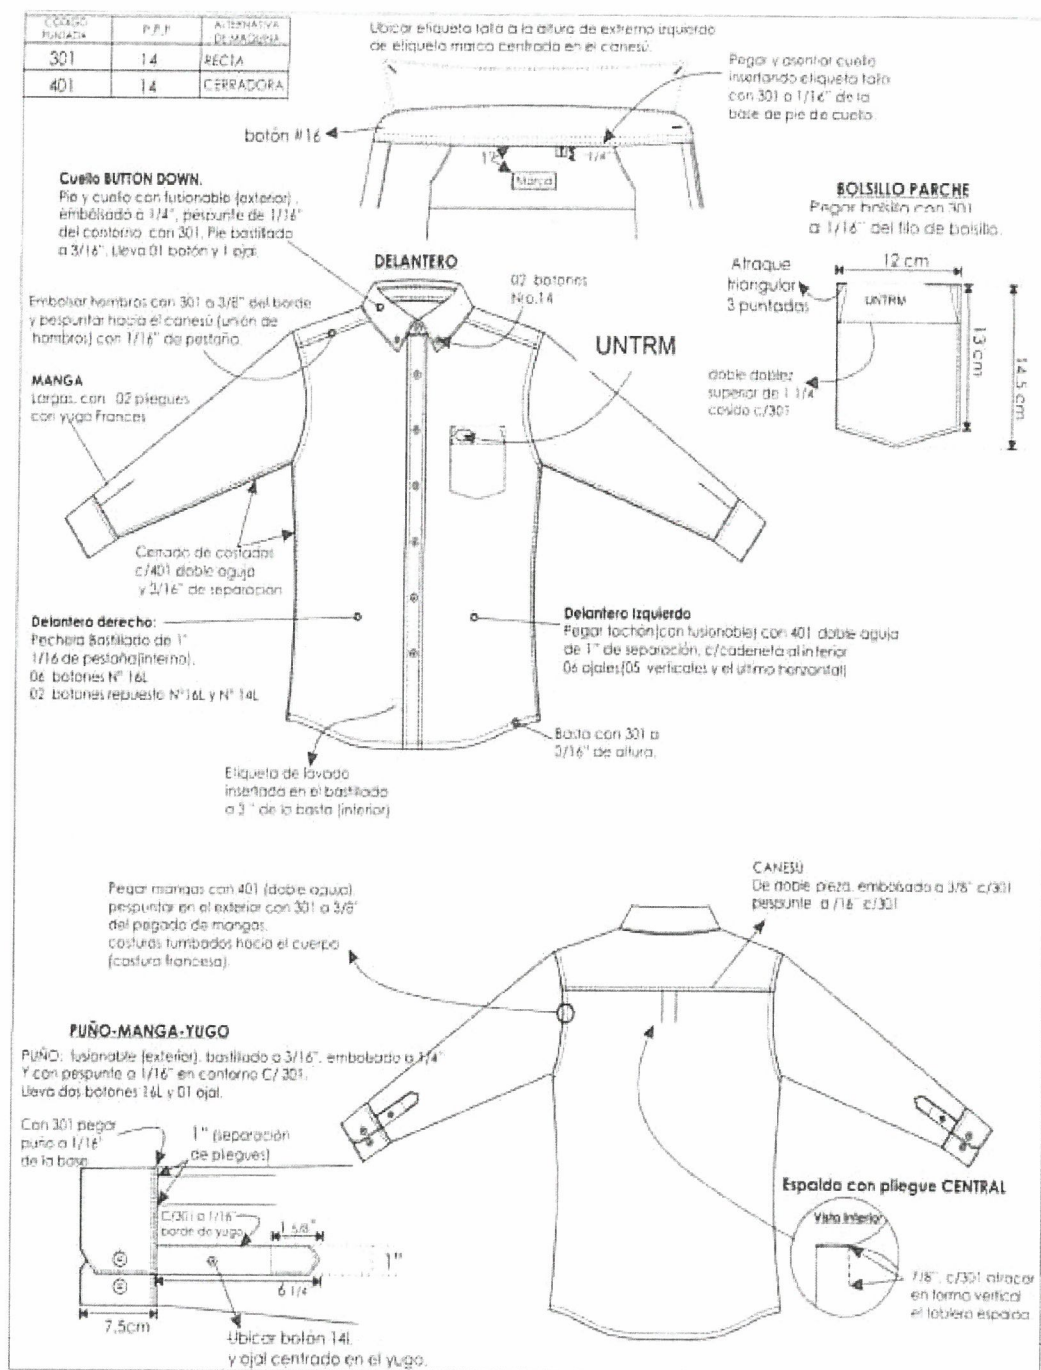 CÓDIGO PUNTADA
P.P.P
ALTERNATIVA DE MAQUINA
301
14
RECTA
401
14
CERRADORA
Ubicar etiqueta talla a la altura de extremo izquierdo
de etiqueta marca centrada en el canesú.
Pegar y asentar cuello
insertando etiqueta talla
con 301 a 1/16" de la
base de pie de cuello.
botón #16
1"
1/4"
Marca
Cuello BUTTON DOWN.
Pie y cuello con fusionable (exterior),
embolsado a 1/4", pespunte de 1/16"
del contorno con 301. Pie bastillado
a 3/16". Lleva 01 botón y 1 ojal.
BOLSILLO PARCHE
Pegar bolsillo con 301
a 1/16" del filo de bolsillo.
DELANTERO
02 botones
Nro.14
Atraque
triangular
3 puntadas
12 cm
UNTRM
13 cm
14.5 cm
doble doblez
superior de 1 1/4
cosido c/301
Embolsar hombros con 301 a 3/8" del borde
y pespuntar hacia el canesú (unión de
hombros) con 1/16" de pestaña
UNTRM
MANGA
Largas, con 02 pliegues
con yugo Frances
Cerrado de costados
c/401 doble aguja
y 3/16" de separación
Delantero derecho:
Pechera Bastillado de 1"
1/16 de pestaña(interno).
06 botones N° 16L
02 botones repuesto N°16L y N° 14L
Delantero Izquierdo
Pegar tachón(con fusionable) con 401 doble aguja
de 1" de separación, c/cadeneta al interior
06 ojales(05 verticales y el último horizontal)
Basta con 301 a
3/16" de altura.
Etiqueta de lavado
insertada en el bastillado
a 3 " de la basta (interior)
Pegar mangas con 401 (doble aguja)
pespuntar en el exterior con 301 a 3/8"
del pegado de mangas.
costuras tumbados hacia el cuerpo
(costura francesa).
CANESÚ
De doble pieza, embolsado a 3/8" c/301
pespunte a /16" c/301
PUÑO-MANGA-YUGO
PUÑO: fusionable (exterior), bastillado a 3/16", embolsado a 1/4"
Y con pespunte a 1/16" en contorno C/ 301.
Lleva dos botones 16L y 01 ojal.
Con 301 pegar
puño a 1/16"
de la base
1" (separación
de pliegues)
C/301 a 1/16"
borde de yugo
1 5/8"
1"
6 1/4
7.5cm
Ubicar botón 14L
y ojal centrado en el yugo.
Espalda con pliegue CENTRAL
Vista Interior
7/8", c/301 atracar
en forma vertical
el tablero espalda